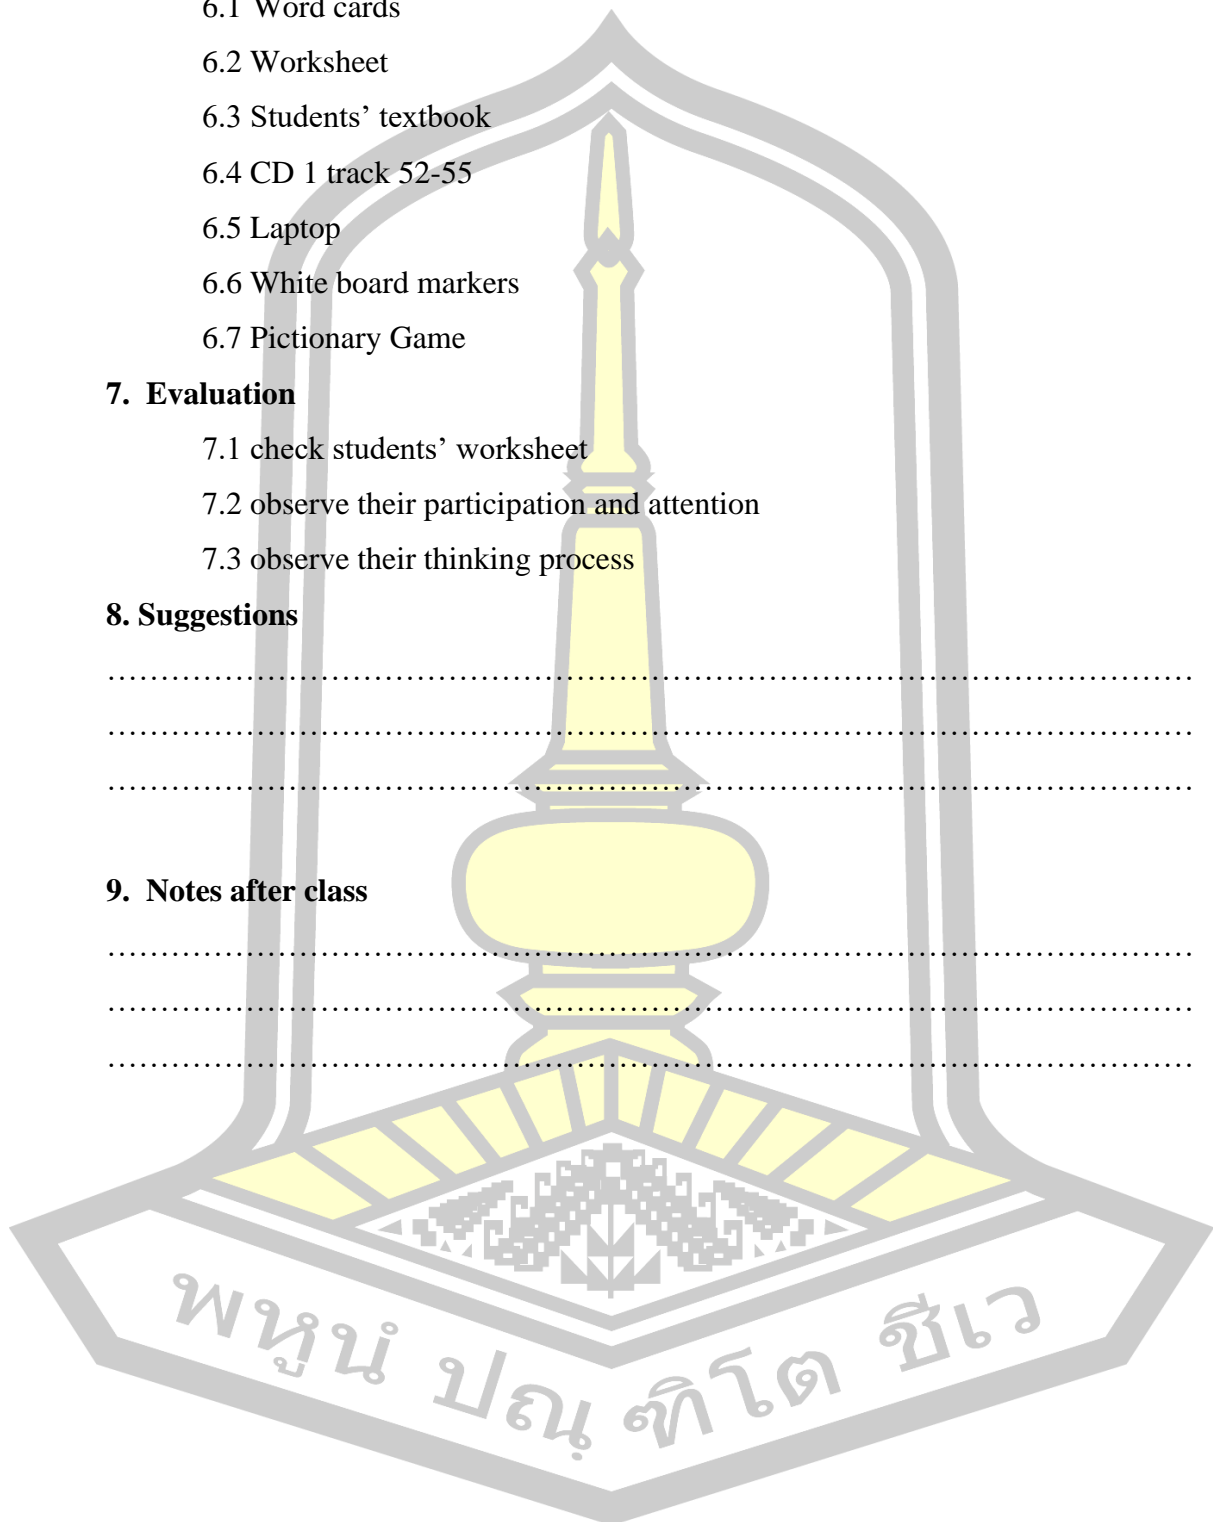 6.1 Word cards
6.2 Worksheet
6.3 Students’ textbook
6.4 CD 1 track 52-55
6.5 Laptop
6.6 White board markers
6.7 Pictionary Game
7. Evaluation
7.1 check students’ worksheet
7.2 observe their participation and attention
7.3 observe their thinking process
8. Suggestions
…………………………………………………………………………………………
…………………………………………………………………………………………
…………………………………………………………………………………………
9. Notes after class
…………………………………………………………………………………………
…………………………………………………………………………………………
…………………………………………………………………………………………
พหูนํ ปณฺ ฑิโต ชีเว